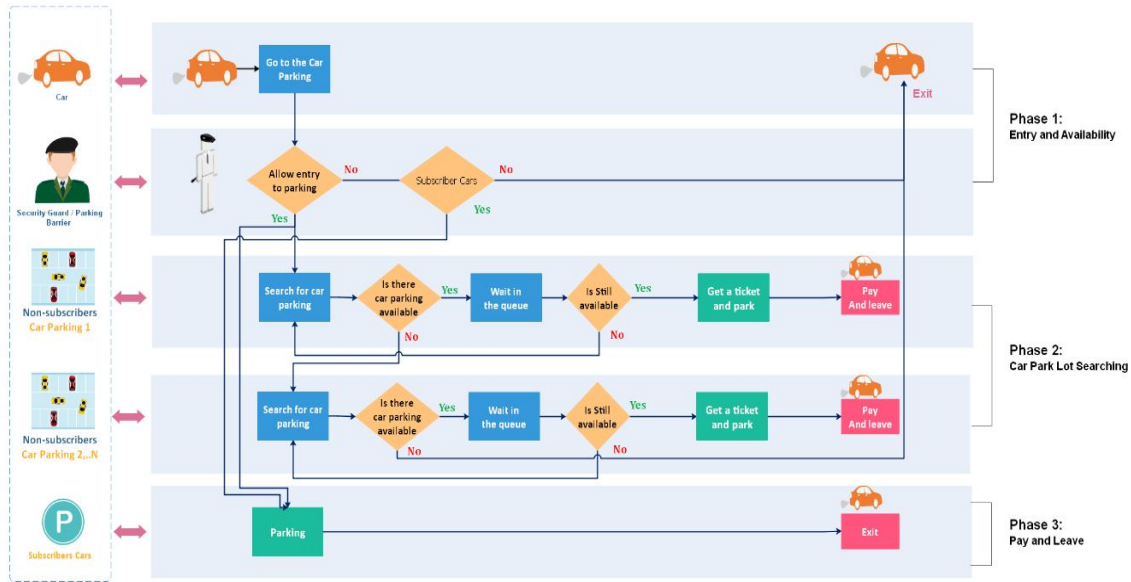 Car
Go to the Car
Parking
Exit
Phase 1:
Entry and Availability
Security Guard / Parking
Barrier
Allow entry
to parking
No
Subscriber Cars
No
Yes
Yes
Non-subscribers
Car Parking 1
Search for car
parking
Is there
car parking
available
Yes
Wait in
the queue
Is Still
available
Yes
Get a ticket
and park
Pay
And leave
No
No
Phase 2:
Car Park Lot Searching
Non-subscribers
Car Parking 2,..N
Search for car
parking
Is there
car parking
available
Yes
Wait in
the queue
Is Still
available
Yes
Get a ticket
and park
Pay
And leave
No
No
P
Subscribers Cars
Parking
Exit
Phase 3:
Pay and Leave